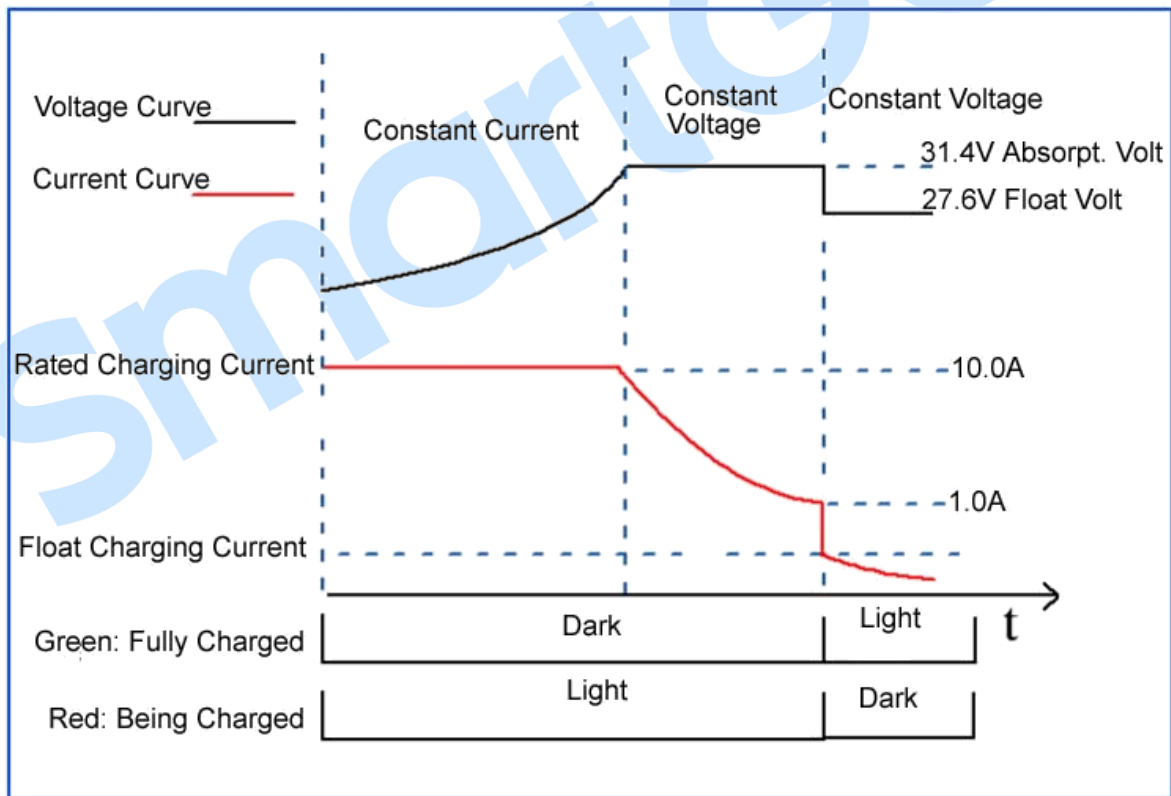 smartG
Voltage Curve
Constant Current
Constant
Voltage
Constant Voltage
31.4V Absorpt. Volt
Current Curve
27.6V Float Volt
Rated Charging Current
10.0A
1.0A
Float Charging Current
Dark
Light
t
Green: Fully Charged
Light
Dark
Red: Being Charged